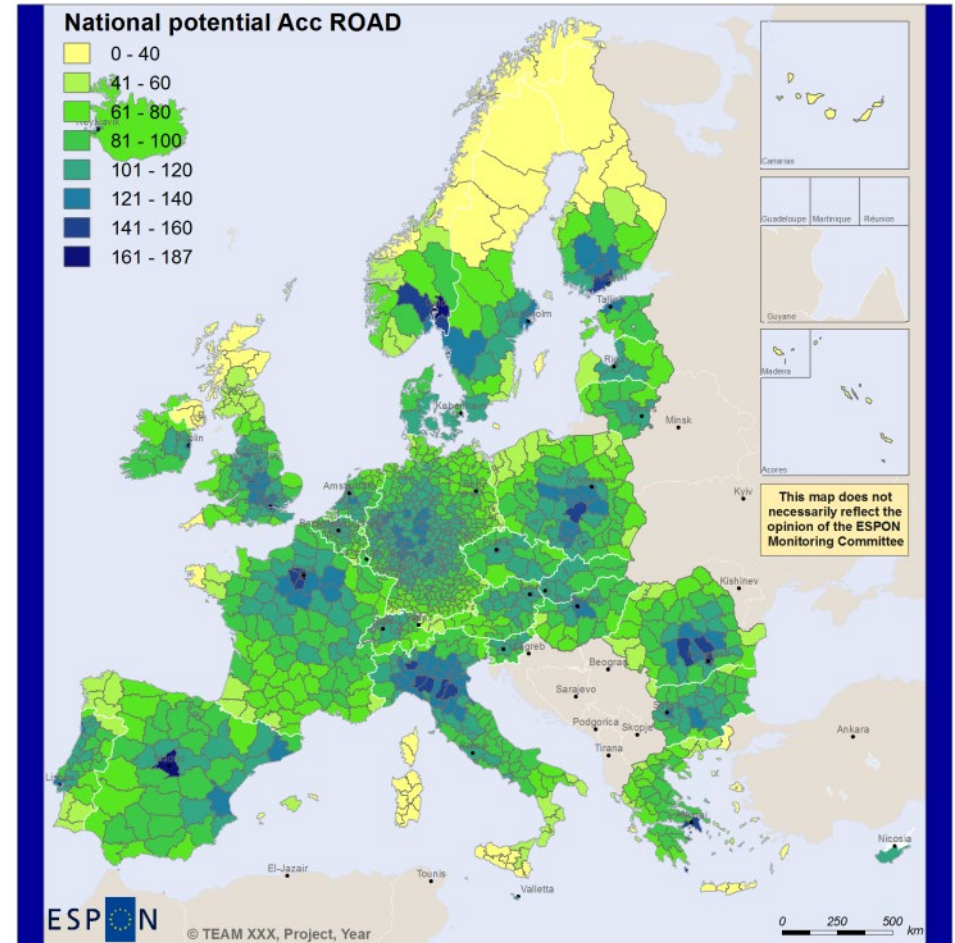 National potential Acc ROAD
0 - 40
41 - 60
61 - 80
81 - 100
101 - 120
121 - 140
141 - 160
161 - 187
Canarias
Guadeloupe Martinique Réunion
Guyane
Madeira
Acores
This map does not
necessarily reflect the
opinion of the ESPON
Monitoring Committee
Minsk
Kyiv
Kishinev
Amsterdam
Zagreb
Beograd
Sarajevo
Podgorica
Skopje
Tirana
Ankara
Nicosia
El-Jazair
Tounis
Valletta
ESPON
© TEAM XXX, Project, Year
0 250 500 km